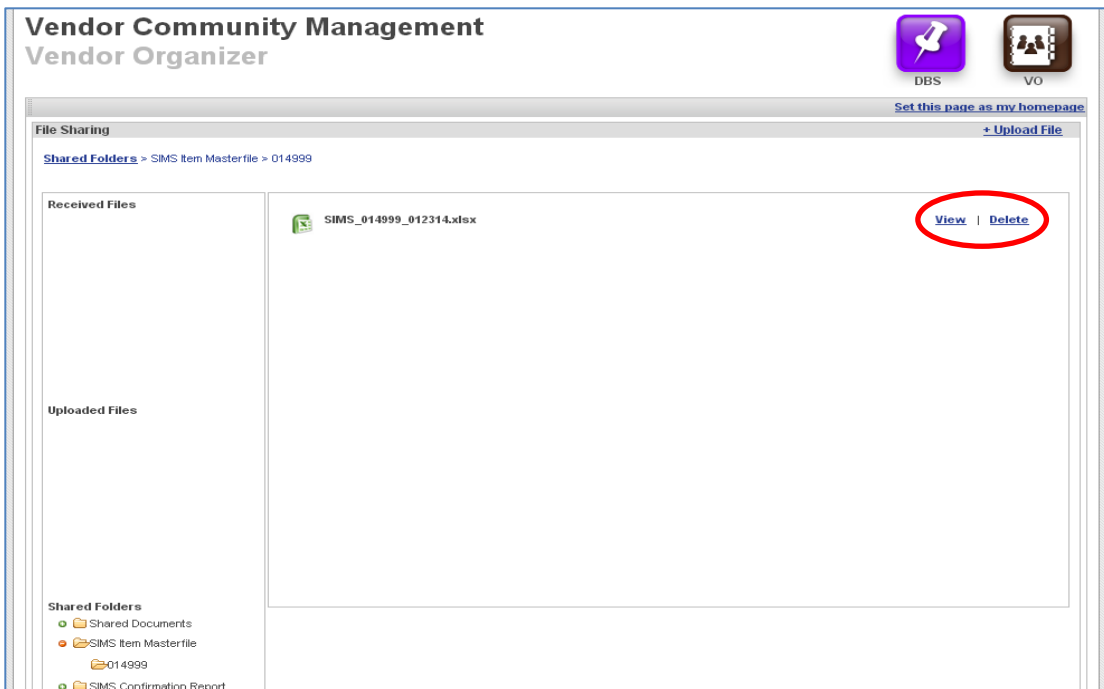 Vendor Community Management
Vendor Organizer
DBS
VO
Set this page as my homepage
File Sharing
+ Upload File
Shared Folders > SIMS Item Masterfile > 014999
Received Files
SIMS_014999_012314.xlsx
View | Delete
Uploaded Files
Shared Folders
Shared Documents
SIMS Item Masterfile
014999
SIMS Confirmation Report